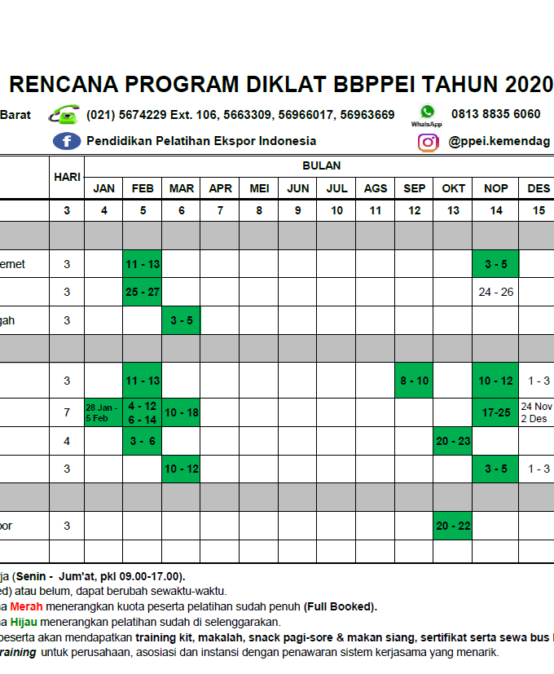 RENCANA PROGRAM DIKLAT BBPPEI TAHUN 2020
Barat (021) 5674229 Ext. 106, 5663309, 56966017, 56963669 WhatsApp 0813 8835 6060
f Pendidikan Pelatihan Ekspor Indonesia @ppei.kemendag
HARI BULAN
JAN FEB MAR APR MEI JUN JUL AGS SEP OKT NOP DES
3 4 5 6 7 8 9 10 11 12 13 14 15
ernet 3 11 - 13 3 - 5
3 25 - 27 24 - 26
gah 3 3 - 5
3 11 - 13 8 - 10 10 - 12 1 - 3
7 28 Jan - 5 Feb 4 - 12 6 - 14 10 - 18 17-25 24 Nov 2 Des
4 3 - 6 20 - 23
3 10 - 12 3 - 5 1 - 3
oor 3 20 - 22
ja (Senin - Jum'at, pkl 09.00-17.00).
ed) atau belum, dapat berubah sewaktu-waktu.
a Merah menerangkan kuota peserta pelatihan sudah penuh (Full Booked).
a Hijau menerangkan pelatihan sudah di selenggarakan.
peserta akan mendapatkan training kit, makalah, snack pagi-sore & makan siang, sertifikat serta sewa bus
raining untuk perusahaan, asosiasi dan instansi dengan penawaran sistem kerjasama yang menarik.